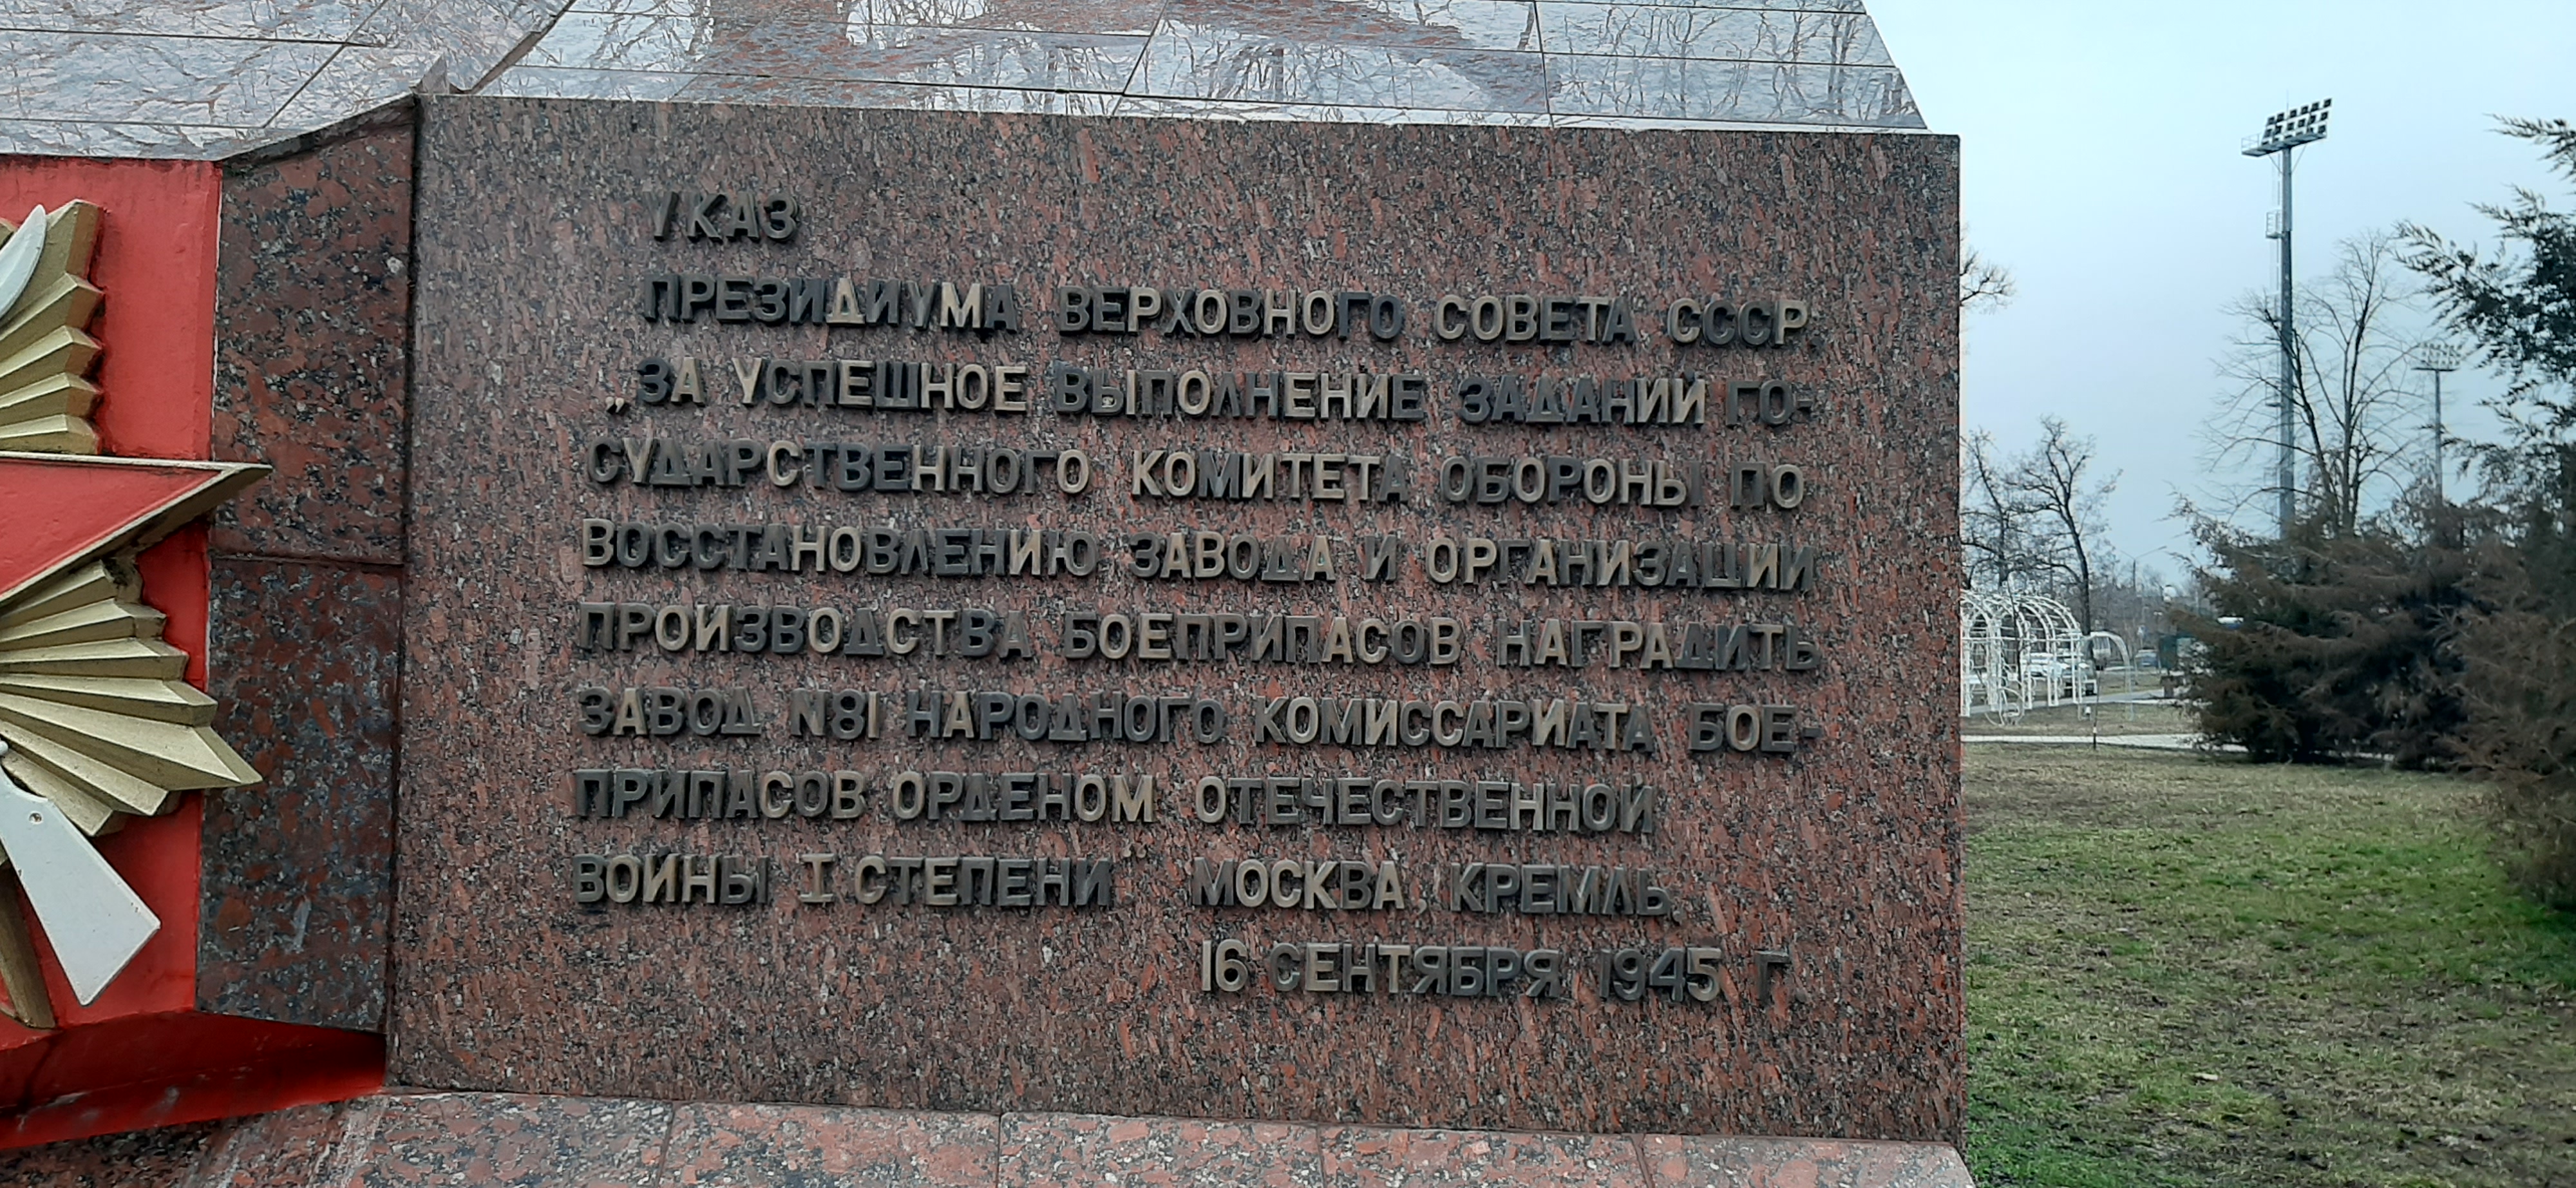 УКАЗ
ПРЕЗИДИУМА ВЕРХОВНОГО СОВЕТА СССР.
„ЗА УСПЕШНОЕ ВЫПОЛНЕНИЕ ЗАДАНИЙ ГО-
СУДАРСТВЕННОГО КОМИТЕТА ОБОРОНЫ ПО
ВОССТАНОВЛЕНИЮ ЗАВОДА И ОРГАНИЗАЦИИ
ПРОИЗВОДСТВА БОЕПРИПАСОВ НАГРАДИТЬ
ЗАВОД N81 НАРОДНОГО КОМИССАРИАТА БОЕ-
ПРИПАСОВ ОРДЕНОМ ОТЕЧЕСТВЕННОЙ
ВОЙНЫ I СТЕПЕНИ“ МОСКВА, КРЕМЛЬ.
16 СЕНТЯБРЯ 1945 Г